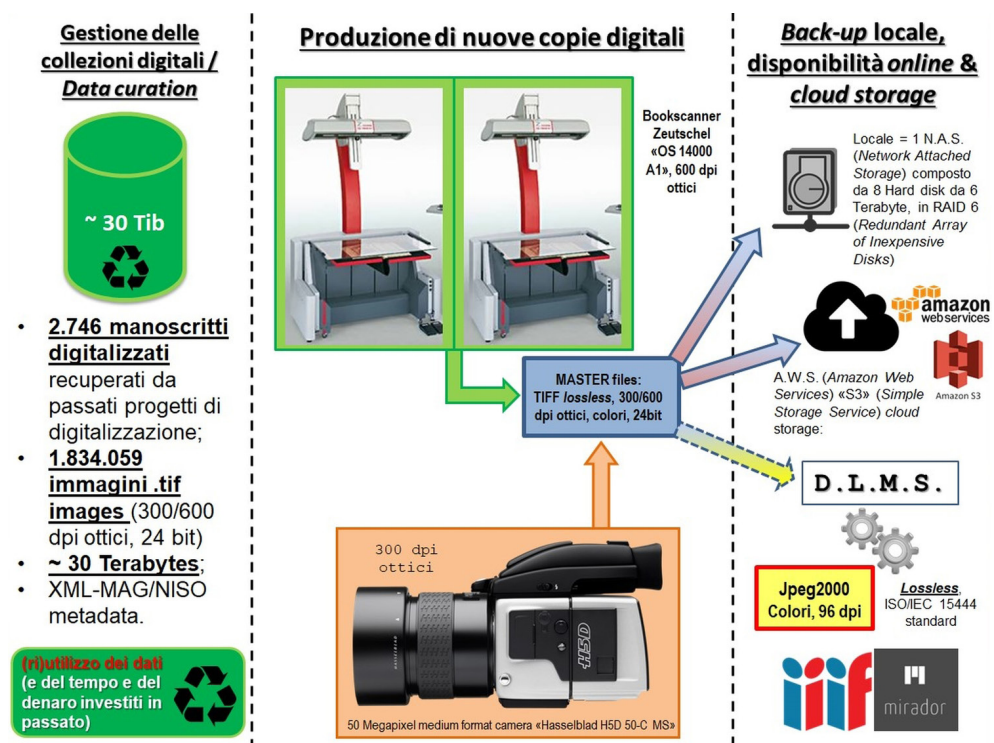 Gestione delle
collezioni digitali /
Data curation
~ 30 Tib
• 2.746 manoscritti
digitalizzati
recuperati da
passati progetti di
digitalizzazione;
• 1.834.059
immagini .tif
images (300/600
dpi ottici, 24 bit)
• ~ 30 Terabytes;
• XML-MAG/NISO
metadata.
(ri)utilizzo dei dati
(e del tempo e del
denaro investiti in
passato)
Produzione di nuove copie digitali
Bookscanner
Zeutschel
«OS 14000
A1», 600 dpi
ottici
MASTER files:
TIFF lossless, 300/600
dpi ottici, colori, 24bit
300 dpi
ottici
H5D
50 Megapixel medium format camera «Hasselblad H5D 50-C MS»
Back-up locale,
disponibilità online &
cloud storage
Locale = 1 N.A.S.
(Network Attached
Storage) composto
da 8 Hard disk da 6
Terabyte, in RAID 6
(Redundant Array
of Inexpensive
Disks)
amazon
webservices
Amazon S3
A.W.S. (Amazon Web
Services) «S3» (Simple
Storage Service) cloud
storage:
D.L.M.S.
Jpeg2000
Colori, 96 dpi
Lossless,
ISO/IEC 15444
standard
iiif
mirador